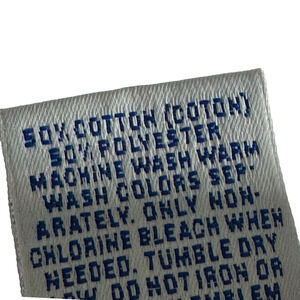 50% COTTON (COTON)
50% POLYESTER
MACHINE WASH WARM
WASH COLORS SEP-
ARATELY. ONLY NON-
CHLORINE BLEACH WHEN
NEEDED. TUMBLE DRY
LOW. DO NOT IRON OR